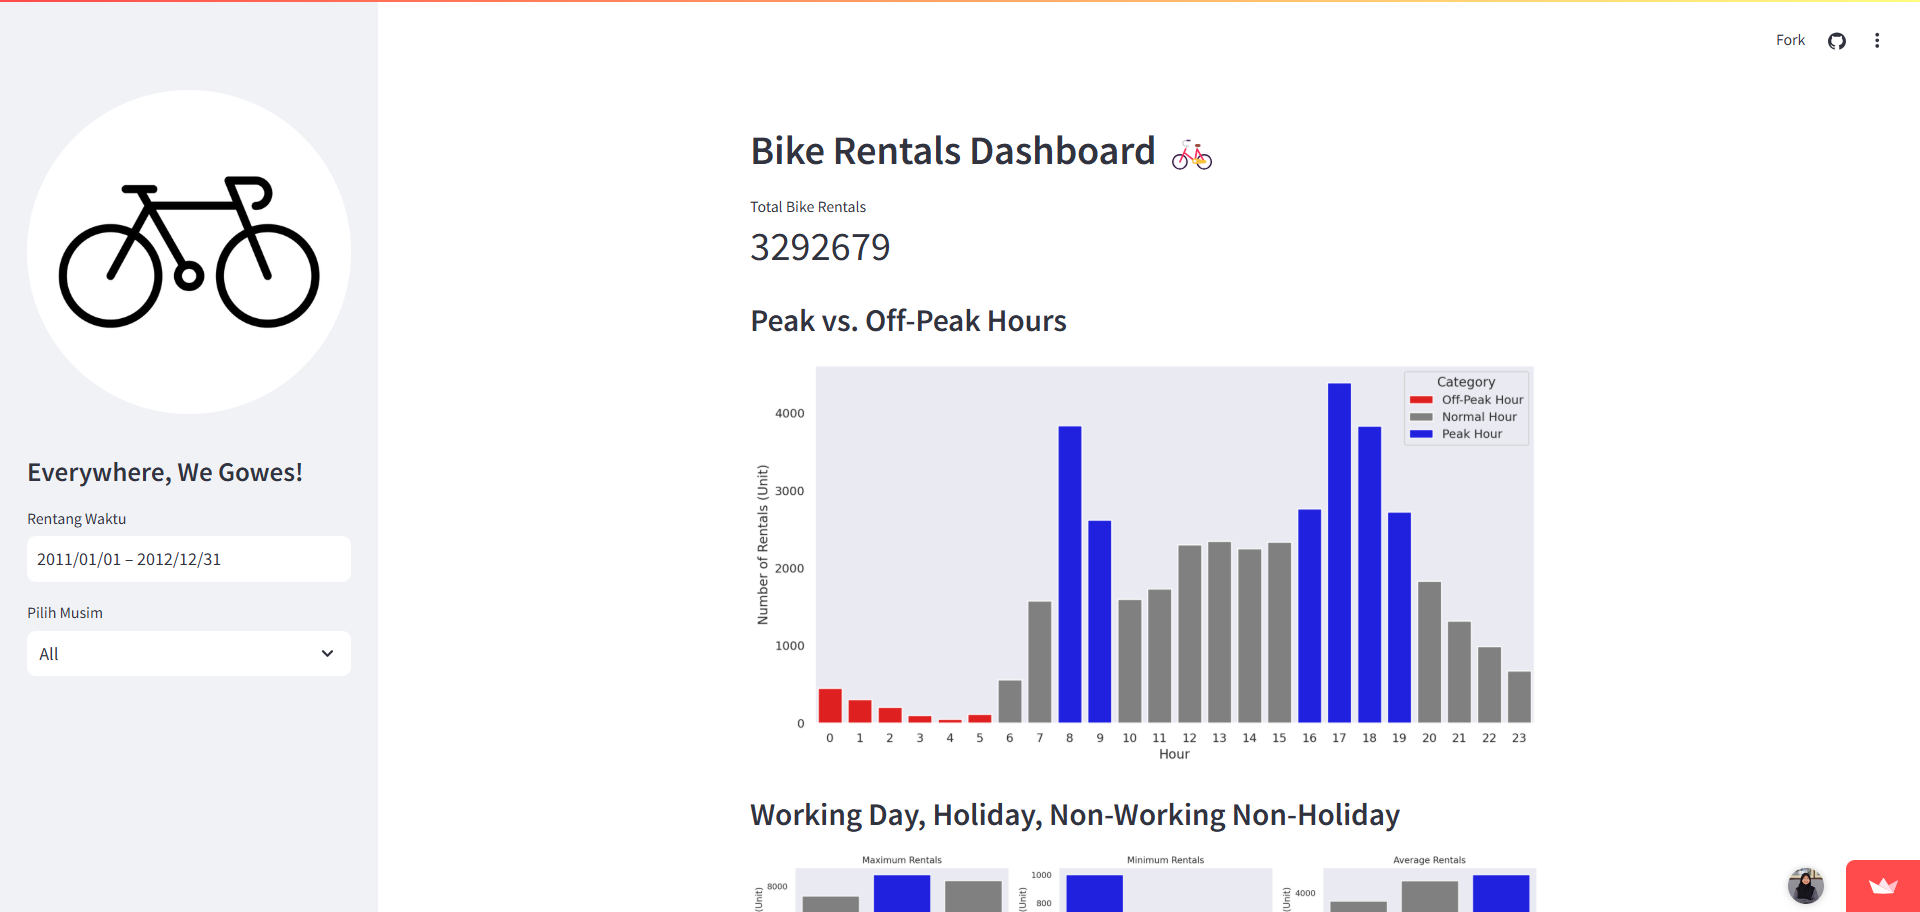 Fork
Everywhere, We Gowes!
Rentang Waktu
2011/01/01 – 2012/12/31
Pilih Musim
All
Bike Rentals Dashboard
Total Bike Rentals
3292679
Peak vs. Off-Peak Hours
Category
Off-Peak Hour
Normal Hour
Peak Hour
Number of Rentals (Unit)
4000
3000
2000
1000
0
0 1 2 3 4 5 6 7 8 9 10 11 12 13 14 15 16 17 18 19 20 21 22 23
Hour
Working Day, Holiday, Non-Working Non-Holiday
Maximum Rentals
8000
(Unit)
Minimum Rentals
1000
800
(Unit)
Average Rentals
4000
(Unit)